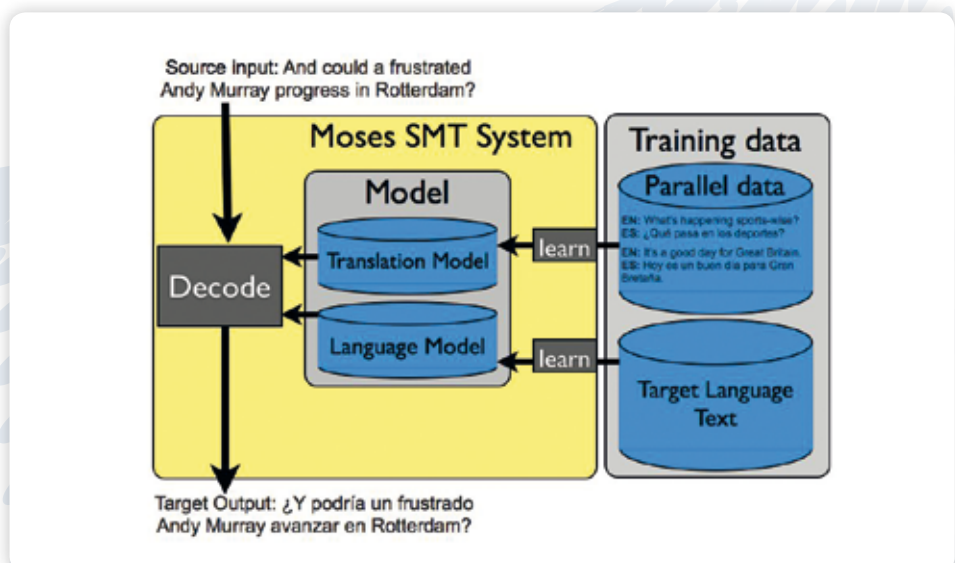 Source input: And could a frustrated
Andy Murray progress in Rotterdam?
Moses SMT System
Training data
Model
Parallel data
EN: What's happening sports-wise?
ES: ¿Qué pasa en los deportes?
EN: It's a good day for Great Britain.
ES: Hoy es un buen día para Gran
Bretaña.
learn
Translation Model
Decode
Language Model
learn
Target Language
Text
Target Output: ¿Y podría un frustrado
Andy Murray avanzar en Rotterdam?